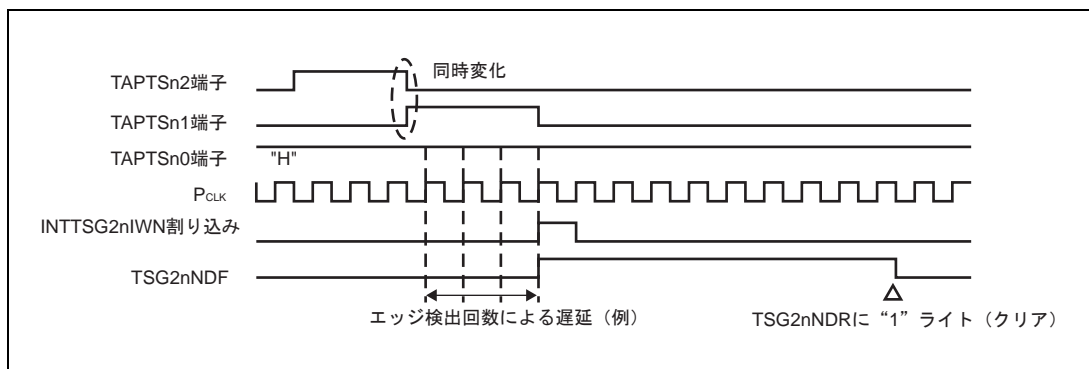 TAPTSn2端子
同時変化
TAPTSn1端子
TAPTSn0端子
"H"
PCLK
INTTSG2nIWN割り込み
TSG2nNDF
エッジ検出回数による遅延（例）
TSG2nNDRに“1”ライト（クリア）